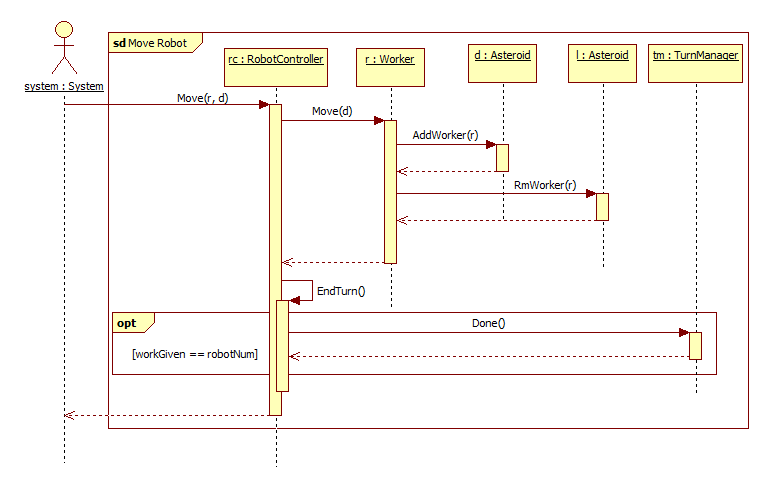 sd Move Robot
system : System
rc : RobotController
r : Worker
d : Asteroid
l : Asteroid
tm : TurnManager
Move(r, d)
Move(d)
AddWorker(r)
RmWorker(r)
EndTurn()
opt
Done()
[workGiven == robotNum]